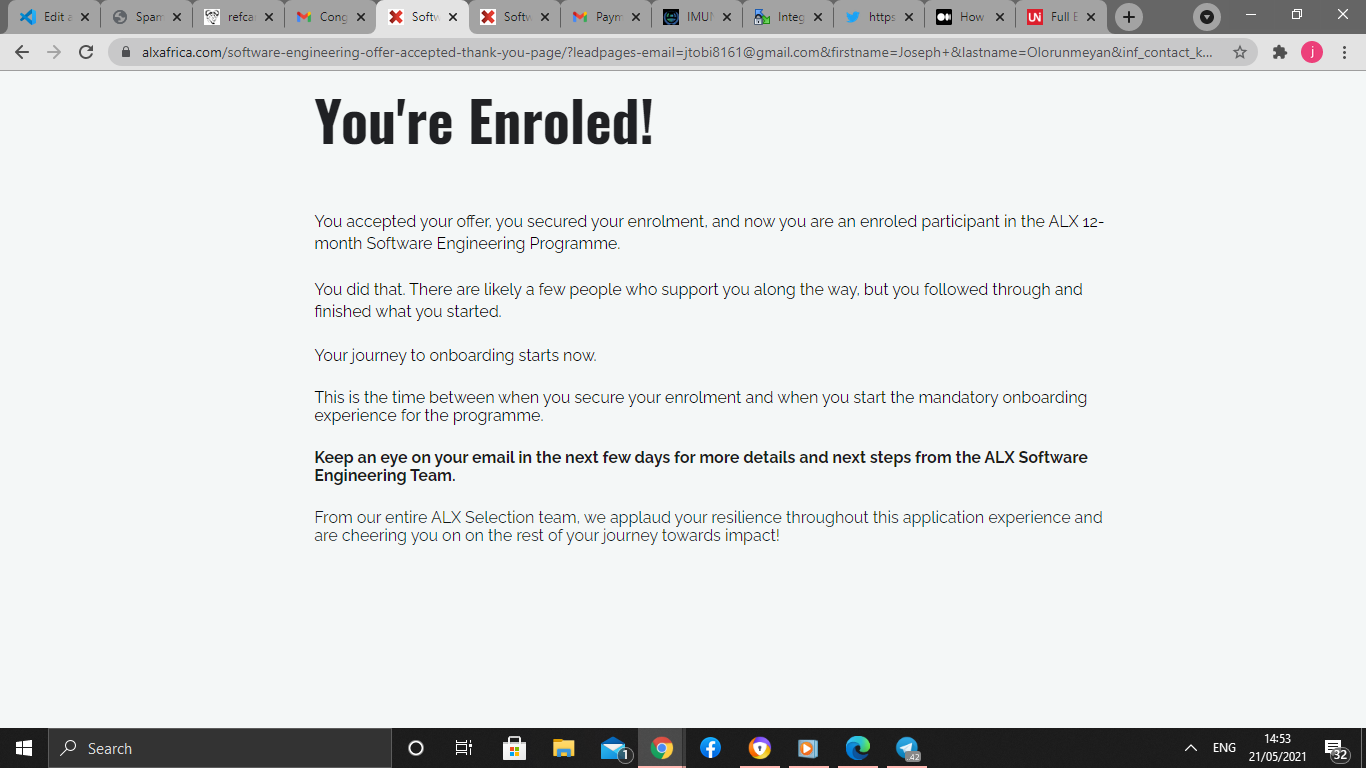 Edit a
Spam
refca
Cong
Softw
Softw
Paym
IMUN
Integ
https
How
Full E
alxafrica.com/software-engineering-offer-accepted-thank-you-page/?leadpages-email=jtobi8161@gmail.com&firstname=Joseph+&lastname=Olorunmeyan&inf_contact_k...
j
You're Enroled!
You accepted your offer, you secured your enrolment, and now you are an enroled participant in the ALX 12-
month Software Engineering Programme.
You did that. There are likely a few people who support you along the way, but you followed through and
finished what you started.
Your journey to onboarding starts now.
This is the time between when you secure your enrolment and when you start the mandatory onboarding
experience for the programme.
Keep an eye on your email in the next few days for more details and next steps from the ALX Software
Engineering Team.
From our entire ALX Selection team, we applaud your resilience throughout this application experience and
are cheering you on on the rest of your journey towards impact!
Search
1
42
ENG
14:53
21/05/2021
32